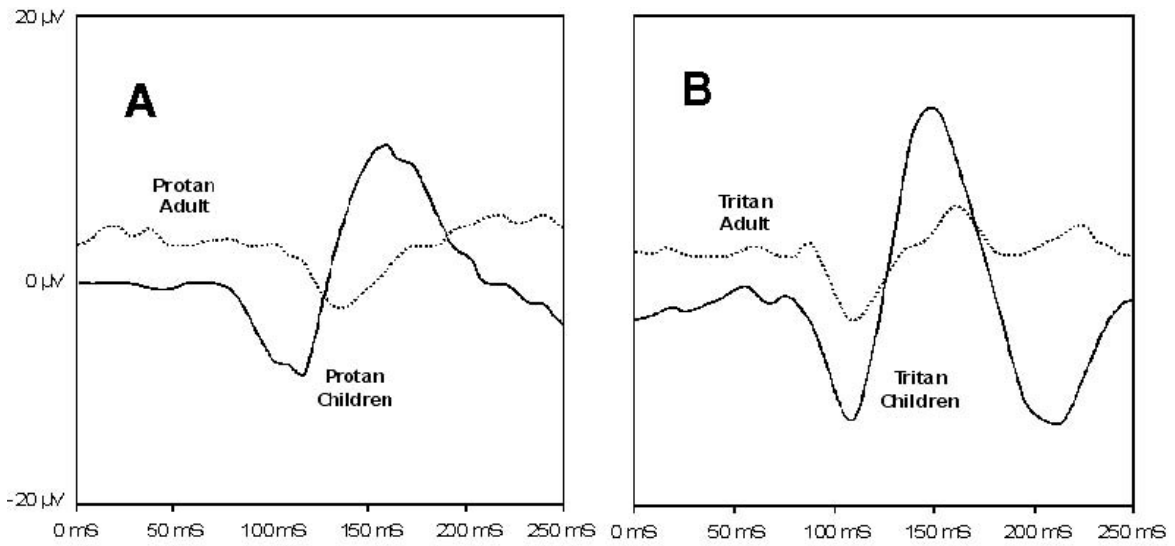 20 µV
A
B
Protan
Adult
Tritan
Adult
0 µV
Protan
Children
Tritan
Children
-20 µV
0 mS 50 mS 100 mS 150 mS 200 mS 250 mS 0 mS 50 mS 100 mS 150 mS 200 mS 250 mS